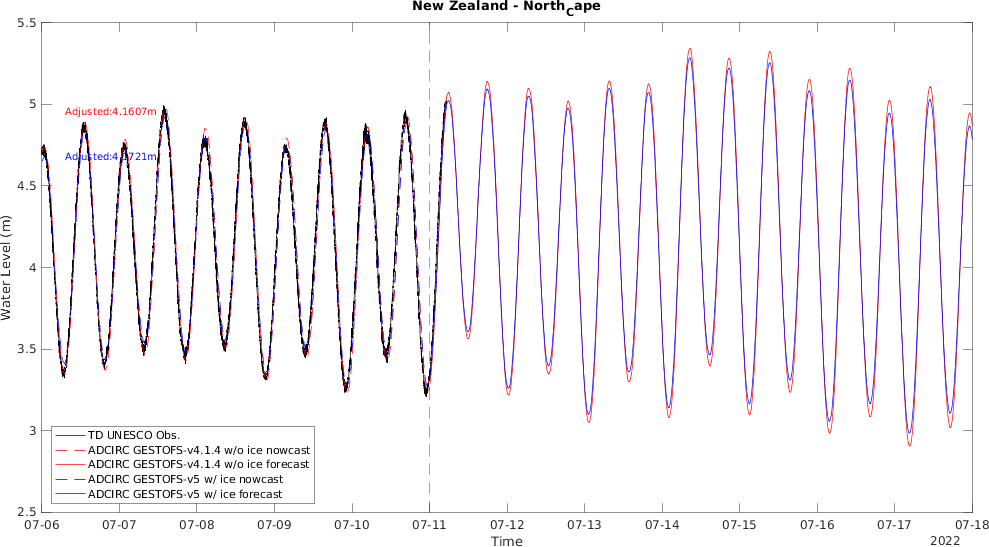 New Zealand - NorthCape
5.5
5
4.5
4
3.5
3
2.5
Water Level (m)
Adjusted:4.1607m
TD UNESCO Obs.
ADCIRC GESTOFS-v4.1.4 w/o ice nowcast
ADCIRC GESTOFS-v4.1.4 w/o ice forecast
ADCIRC GESTOFS-v5 w/ ice nowcast
ADCIRC GESTOFS-v5 w/ ice forecast
07-06 07-07 07-08 07-09 07-10 07-11 07-12 07-13 07-14 07-15 07-16 07-17 07-18
Time
2022